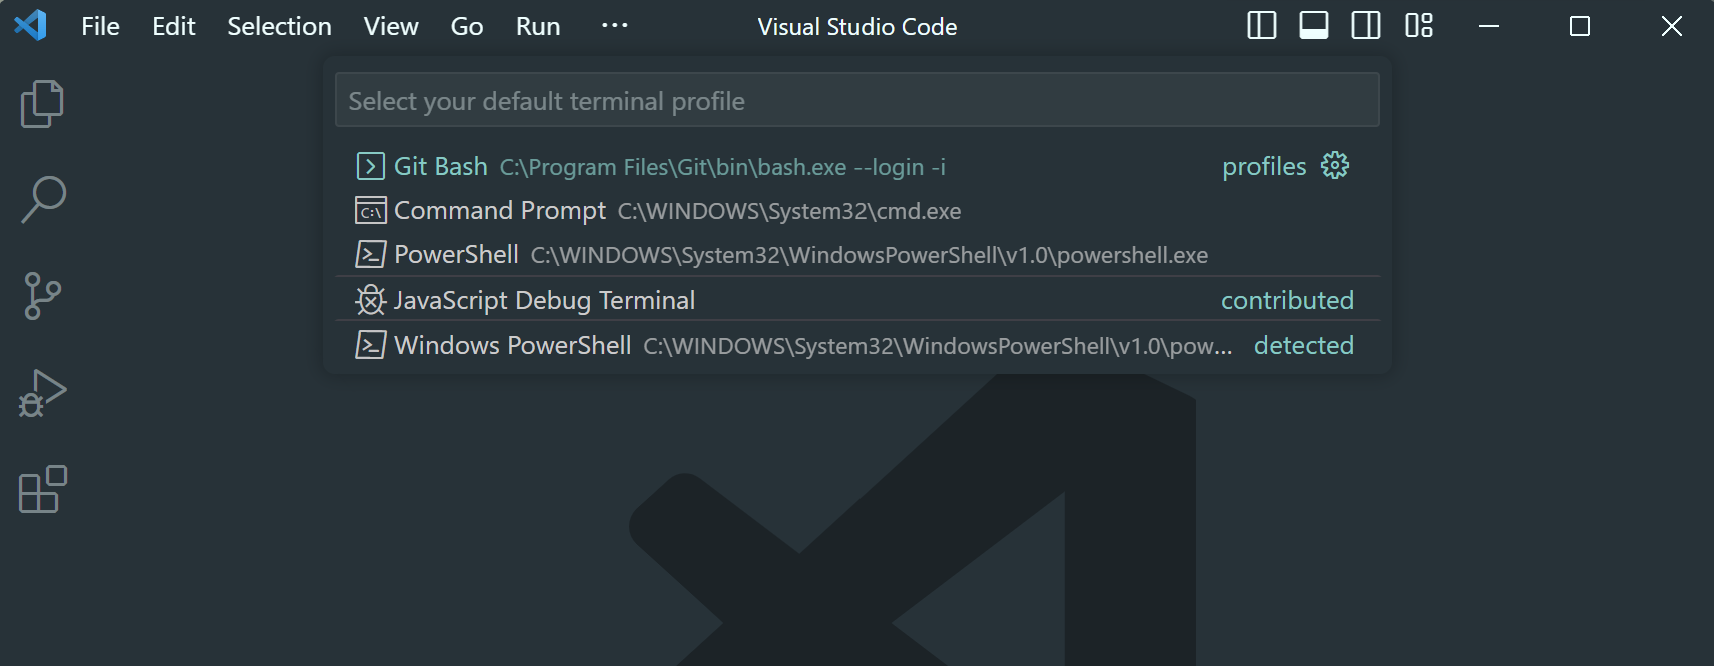 File Edit Selection View Go Run ··· Visual Studio Code
Select your default terminal profile
Git Bash C:\Program Files\Git\bin\bash.exe --login -i profiles
Command Prompt C:\WINDOWS\System32\cmd.exe
PowerShell C:\WINDOWS\System32\WindowsPowerShell\v1.0\powershell.exe
JavaScript Debug Terminal contributed
Windows PowerShell C:\WINDOWS\System32\WindowsPowerShell\v1.0\pow... detected